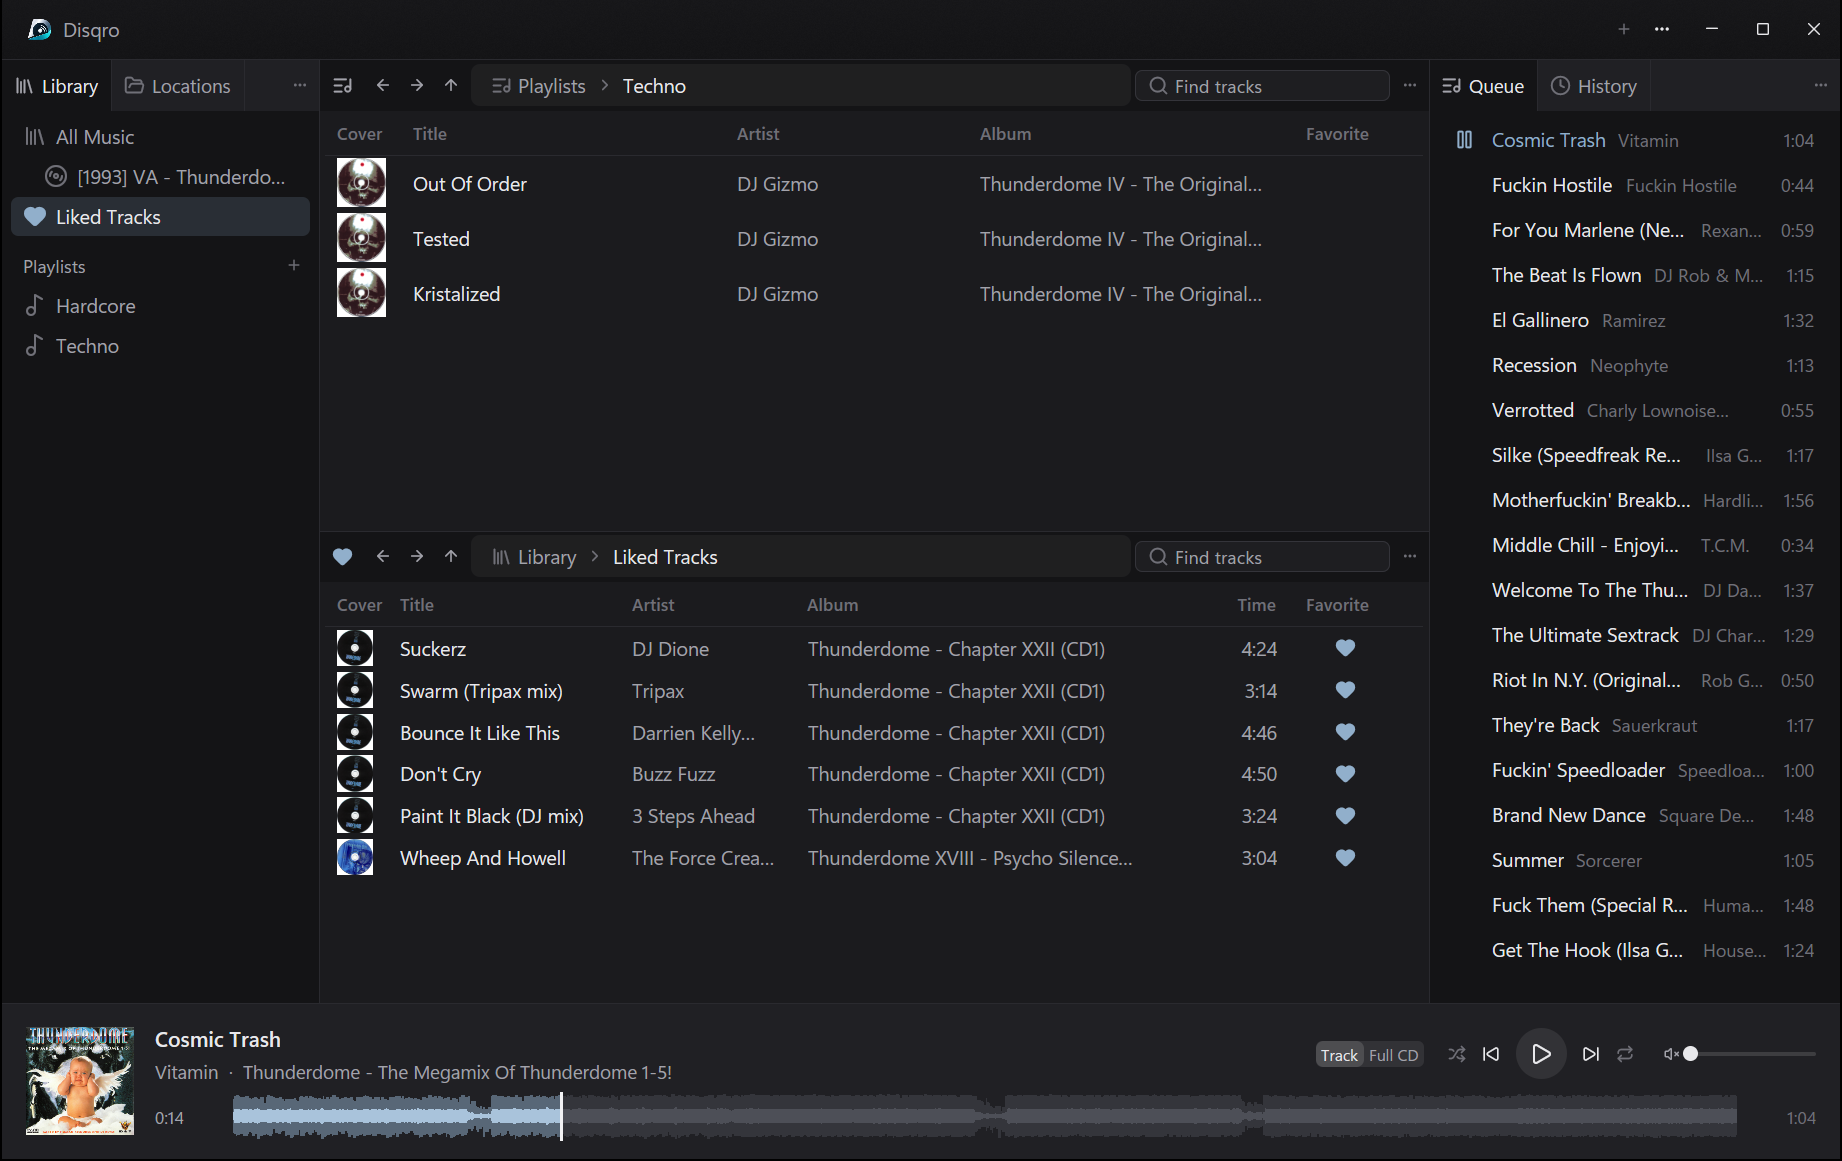 Disqro
Library
Locations
All Music
[1993] VA - Thunderdo...
Liked Tracks
Playlists
Hardcore
Techno
Playlists > Techno
Find tracks
Cover Title Artist Album Favorite
Out Of Order DJ Gizmo Thunderdome IV - The Original...
Tested DJ Gizmo Thunderdome IV - The Original...
Kristalized DJ Gizmo Thunderdome IV - The Original...
Library > Liked Tracks
Find tracks
Cover Title Artist Album Time Favorite
Suckerz DJ Dione Thunderdome - Chapter XXII (CD1) 4:24
Swarm (Tripax mix) Tripax Thunderdome - Chapter XXII (CD1) 3:14
Bounce It Like This Darrien Kelly... Thunderdome - Chapter XXII (CD1) 4:46
Don't Cry Buzz Fuzz Thunderdome - Chapter XXII (CD1) 4:50
Paint It Black (DJ mix) 3 Steps Ahead Thunderdome - Chapter XXII (CD1) 3:24
Wheep And Howell The Force Crea... Thunderdome XVIII - Psycho Silence... 3:04
Queue
History
Cosmic Trash Vitamin 1:04
Fuckin Hostile Fuckin Hostile 0:44
For You Marlene (Ne... Rexan... 0:59
The Beat Is Flown DJ Rob & M... 1:15
El Gallinero Ramirez 1:32
Recession Neophyte 1:13
Verrotted Charly Lownoise... 0:55
Silke (Speedfreak Re... Ilsa G... 1:17
Motherfuckin' Breakb... Hardli... 1:56
Middle Chill - Enjoyi... T.C.M. 0:34
Welcome To The Thu... DJ Da... 1:37
The Ultimate Sextrack DJ Char... 1:29
Riot In N.Y. (Original... Rob G... 0:50
They're Back Sauerkraut 1:17
Fuckin' Speedloader Speedloa... 1:00
Brand New Dance Square De... 1:48
Summer Sorcerer 1:05
Fuck Them (Special R... Huma... 1:48
Get The Hook (Ilsa G... House... 1:24
THUNDERDOME
THE MEGAMIX OF THUNDERDOME 1-5!
Cosmic Trash
Vitamin · Thunderdome - The Megamix Of Thunderdome 1-5!
0:14
Track Full CD
1:04